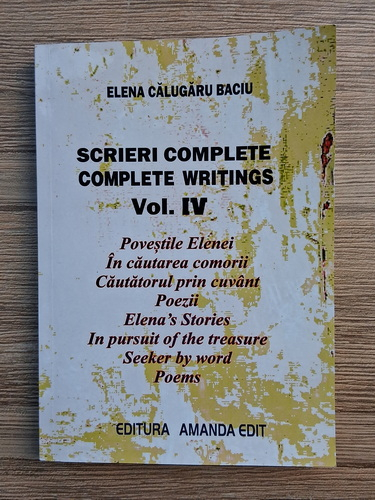 ELENA CĂLUGĂRU BACIU
SCRIERI COMPLETE
COMPLETE WRITINGS
Vol. IV
Poveștile Elenei
În căutarea comorii
Căutătorul prin cuvânt
Poezii
Elena's Stories
In pursuit of the treasure
Seeker by word
Poems
EDITURA AMANDA EDIT